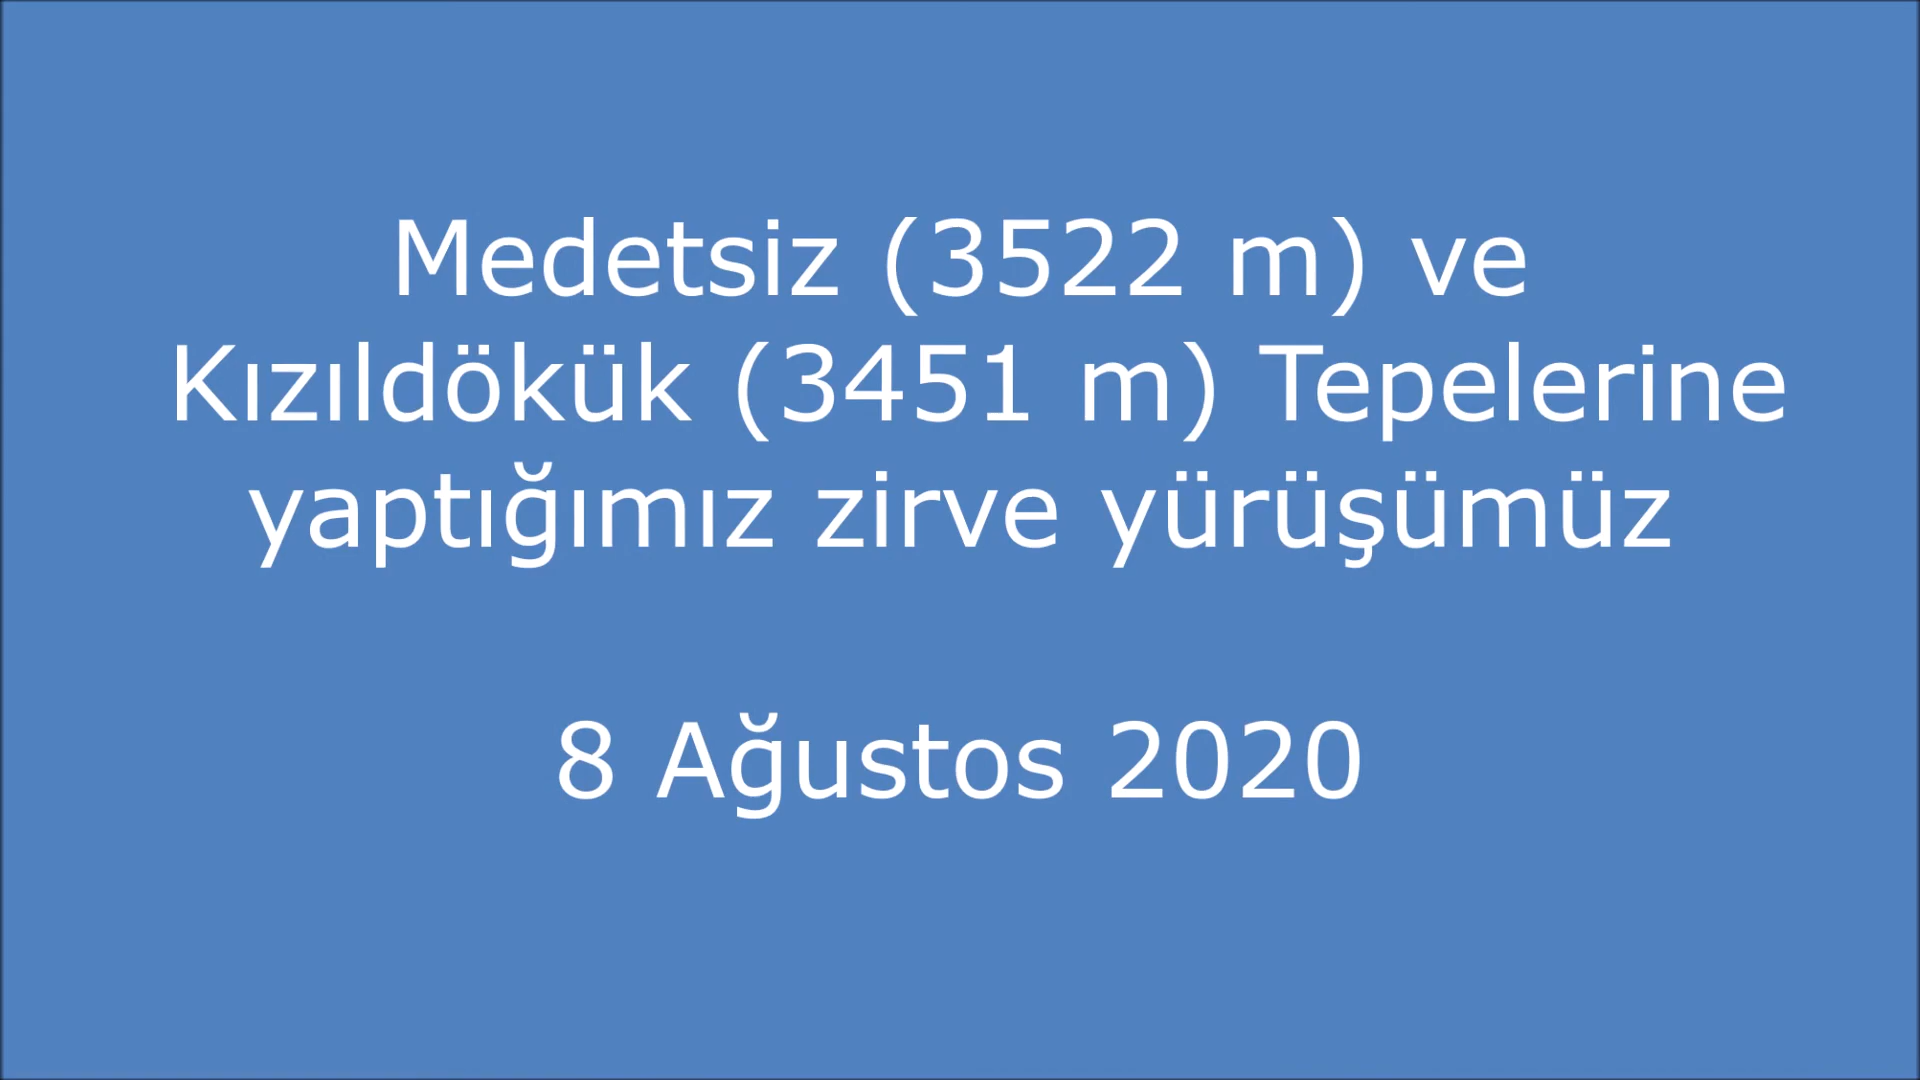 Medetsiz (3522 m) ve
Kızıldökük (3451 m) Tepelerine
yaptığımız zirve yürüşümüz
8 Ağustos 2020